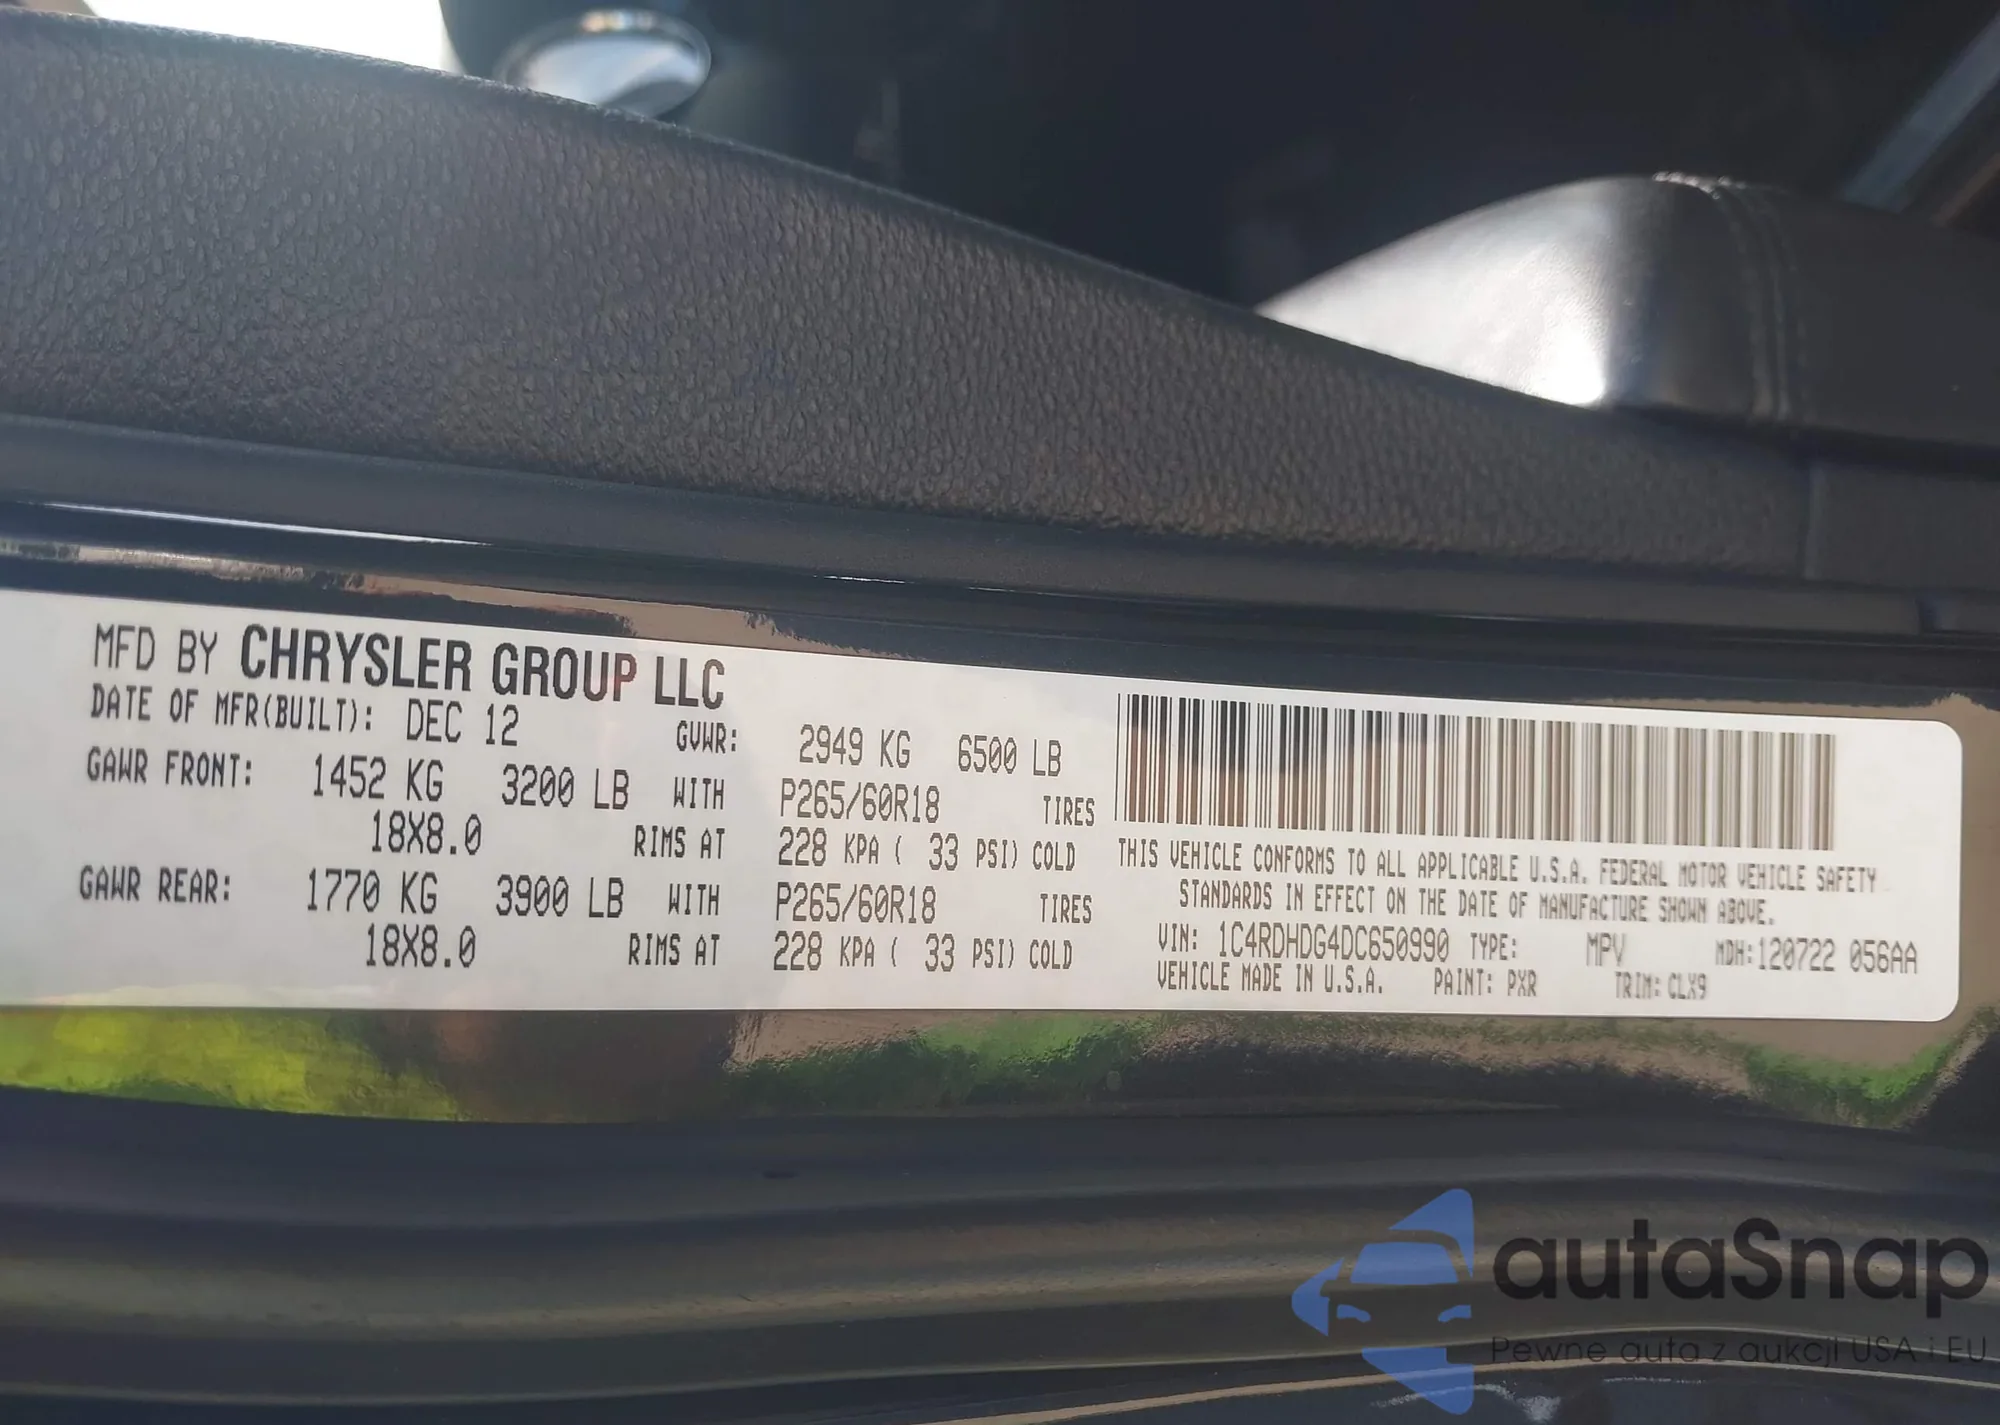 MFD BY CHRYSLER GROUP LLC
DATE OF MFR(BUILT): DEC 12 GVWR: 2949 KG 6500 LB
GAWR FRONT: 1452 KG 3200 LB WITH P265/60R18 TIRES
18X8.0 RIMS AT 228 KPA ( 33 PSI) COLD
GAWR REAR: 1770 KG 3900 LB WITH P265/60R18 TIRES
18X8.0 RIMS AT 228 KPA ( 33 PSI) COLD
THIS VEHICLE CONFORMS TO ALL APPLICABLE U.S.A. FEDERAL MOTOR VEHICLE SAFETY
STANDARDS IN EFFECT ON THE DATE OF MANUFACTURE SHOWN ABOVE.
VIN: 1C4RDHDG4DC650990 TYPE: MPV MDH:120722 056AA
VEHICLE MADE IN U.S.A. PAINT: PXR TRIM: CLX9
autaSnap
Pewne auta z aukcji USA i EU